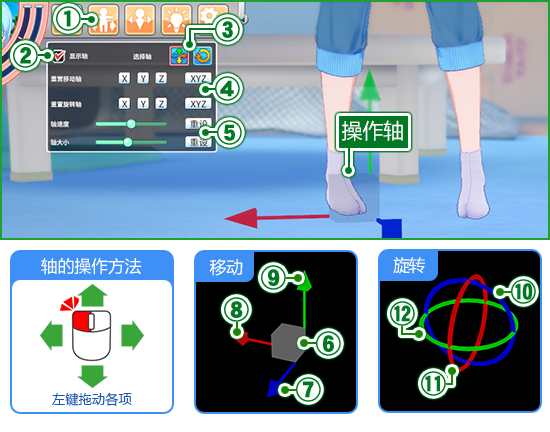 ①
②
③
显示轴
选择轴
重置移动轴
X Y Z XYZ
④
重置旋转轴
X Y Z XYZ
轴速度
重设
⑤
轴大小
重设
操作轴
轴的操作方法
左键拖动各项
移动
⑨
⑧
⑥
⑦
旋转
⑩
⑫
⑪